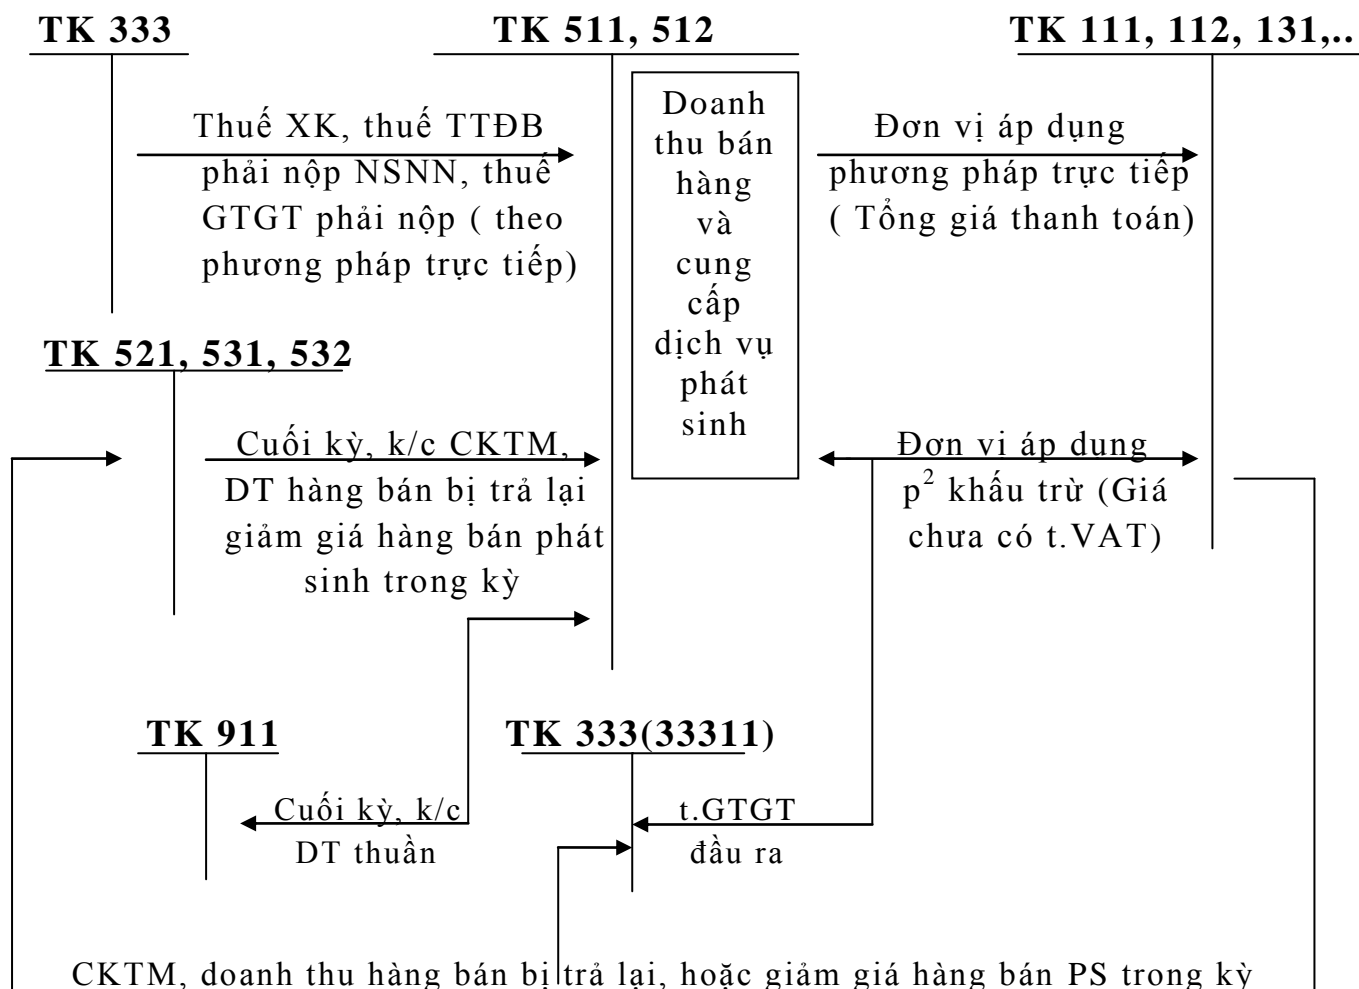 TK 333
TK 511, 512
TK 111, 112, 131,..
Thuế XK, thuế TTĐB
phải nộp NSNN, thuế
GTGT phải nộp ( theo
phương pháp trực tiếp)
Doanh
thu bán
hàng
và
cung
cấp
dịch vụ
phát
sinh
Đơn vị áp dụng
phương pháp trực tiếp
( Tổng giá thanh toán)
TK 521, 531, 532
Cuối kỳ, k/c CKTM,
DT hàng bán bị trả lại
giảm giá hàng bán phát
sinh trong kỳ
Đơn vị áp dung
p² khấu trừ (Giá
chưa có t.VAT)
TK 911
TK 333(33311)
Cuối kỳ, k/c
DT thuần
t.GTGT
đầu ra
CKTM, doanh thu hàng bán bị trả lại, hoặc giảm giá hàng bán PS trong kỳ